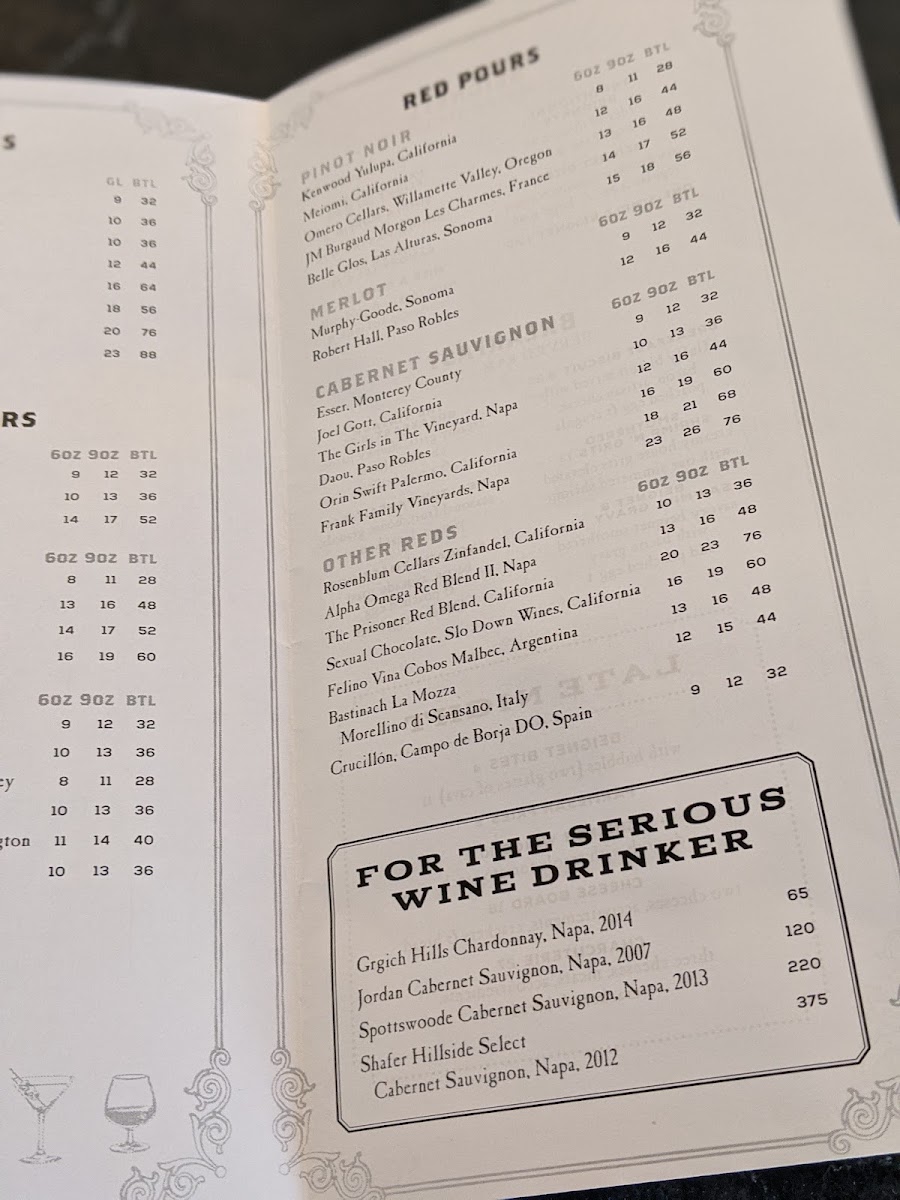 S
GL BTL
9 32
10 36
10 36
12 44
16 64
18 56
20 76
23 88
RS
6OZ 9OZ BTL
9 12 32
10 13 36
14 17 52
6OZ 9OZ BTL
8 11 28
13 16 48
14 17 52
16 19 60
6OZ 9OZ BTL
9 12 32
10 13 36
ey 8 11 28
10 13 36
gton 11 14 40
10 13 36
RED POURS
PINOT NOIR 6OZ 9OZ BTL
Kenwood Yulupa, California 8 11 28
Meiomi, California 12 16 44
Omero Cellars, Willamette Valley, Oregon 13 16 48
JM Burgaud Morgon Les Charmes, France 14 17 52
Belle Glos, Las Alturas, Sonoma 15 18 56
MERLOT 6OZ 9OZ BTL
Murphy-Goode, Sonoma 9 12 32
Robert Hall, Paso Robles 12 16 44
CABERNET SAUVIGNON 6OZ 9OZ BTL
Esser, Monterey County 9 12 32
Joel Gott, California 10 13 36
The Girls in The Vineyard, Napa 12 16 44
Daou, Paso Robles 16 19 60
Orin Swift Palermo, California 18 21 68
Frank Family Vineyards, Napa 23 26 76
OTHER REDS 6OZ 9OZ BTL
Rosenblum Cellars Zinfandel, California 10 13 36
Alpha Omega Red Blend II, Napa 13 16 48
The Prisoner Red Blend, California 20 23 76
Sexual Chocolate, Slo Down Wines, California 16 19 60
Felino Vina Cobos Malbec, Argentina 13 16 48
Bastinach La Mozza 12 15 44
Morellino di Scansano, Italy
Crucillón, Campo de Borja DO, Spain 9 12 32
FOR THE SERIOUS
WINE DRINKER
Grgich Hills Chardonnay, Napa, 2014 65
Jordan Cabernet Sauvignon, Napa, 2007 120
Spottswoode Cabernet Sauvignon, Napa, 2013 220
Shafer Hillside Select 375
Cabernet Sauvignon, Napa, 2012